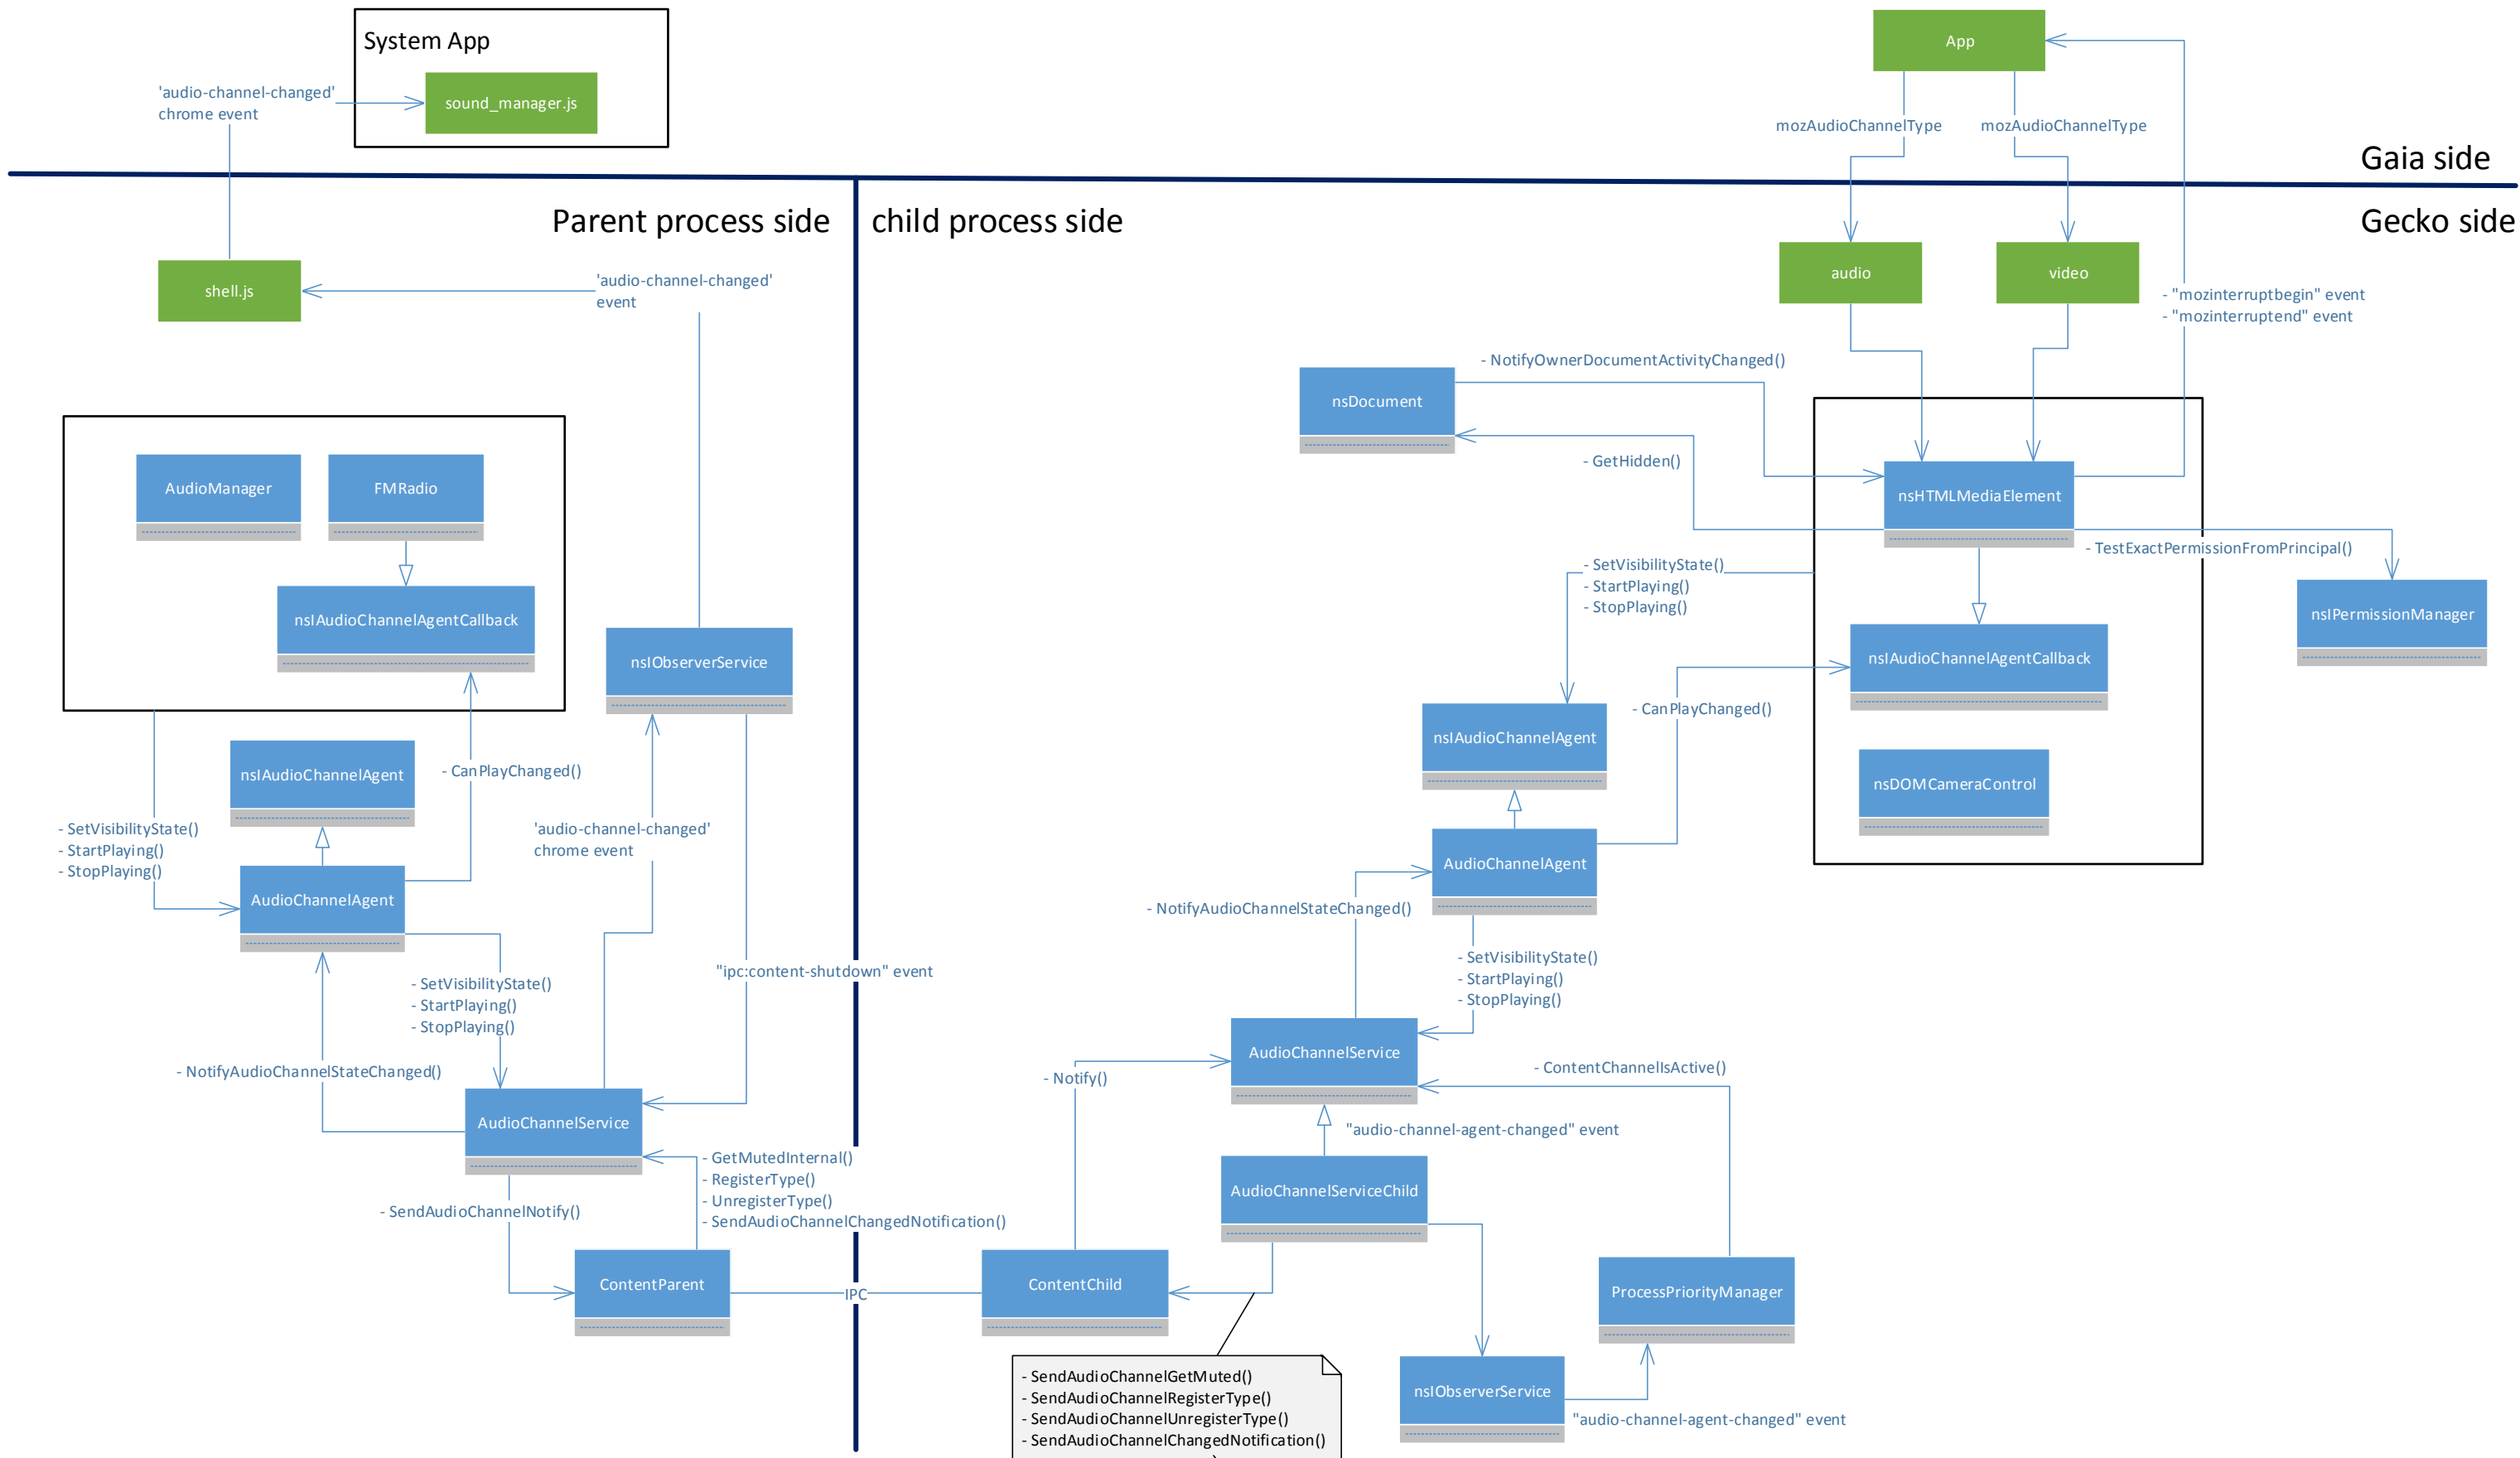 System App
sound_manager.js
'audio-channel-changed'
chrome event
App
mozAudioChannelType
mozAudioChannelType
Gaia side
Parent process side
child process side
Gecko side
shell.js
'audio-channel-changed'
event
audio
video
- "mozinterruptbegin" event
- "mozinterruptend" event
- NotifyOwnerDocumentActivityChanged()
nsDocument
- GetHidden()
AudioManager
FMRadio
nsHTMLMediaElement
- TestExactPermissionFromPrincipal()
nsIPermissionManager
nsIAudioChannelAgentCallback
nsIObserverService
- SetVisibilityState()
- StartPlaying()
- StopPlaying()
nsIAudioChannelAgentCallback
- CanPlayChanged()
nsIAudioChannelAgent
nsDOMCameraControl
nsIAudioChannelAgent
- CanPlayChanged()
- SetVisibilityState()
- StartPlaying()
- StopPlaying()
'audio-channel-changed'
chrome event
AudioChannelAgent
AudioChannelAgent
- NotifyAudioChannelStateChanged()
- SetVisibilityState()
- StartPlaying()
- StopPlaying()
"ipc:content-shutdown" event
- SetVisibilityState()
- StartPlaying()
- StopPlaying()
- NotifyAudioChannelStateChanged()
AudioChannelService
AudioChannelService
- Notify()
- ContentChannelIsActive()
"audio-channel-agent-changed" event
- GetMutedInternal()
- RegisterType()
- UnregisterType()
- SendAudioChannelChangedNotification()
- SendAudioChannelNotify()
AudioChannelServiceChild
ContentParent
IPC
ContentChild
ProcessPriorityManager
- SendAudioChannelGetMuted()
- SendAudioChannelRegisterType()
- SendAudioChannelUnregisterType()
- SendAudioChannelChangedNotification()
nsIObserverService
"audio-channel-agent-changed" event